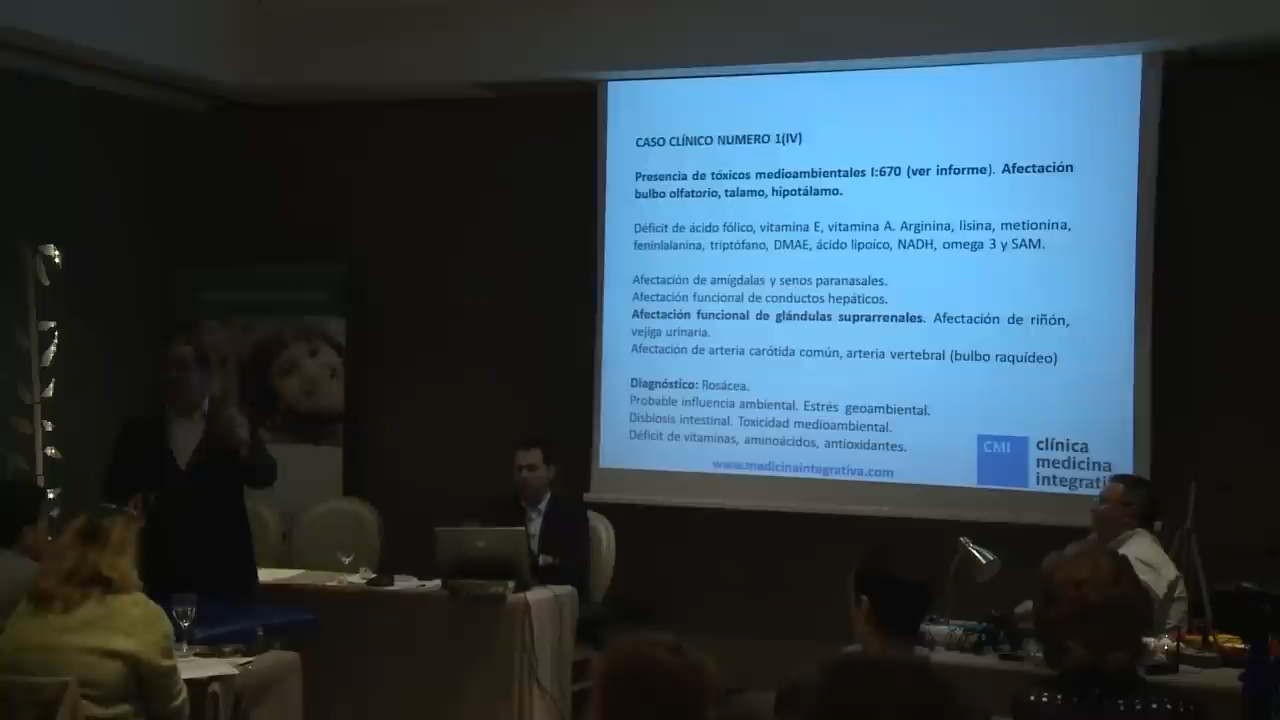 CASO CLÍNICO NUMERO 1(IV)
Presencia de tóxicos medioambientales I:670 (ver informe). Afectación
bulbo olfatorio, talamo, hipotálamo.
Déficit de ácido fólico, vitamina E, vitamina A. Arginina, lisina, metionina,
feninlalanina, triptófano, DMAE, ácido lipoico, NADH, omega 3 y SAM.
Afectación de amígdalas y senos paranasales.
Afectación funcional de conductos hepáticos.
Afectación funcional de glándulas suprarrenales. Afectación de riñón,
vejiga urinaria.
Afectación de arteria carótida común, arteria vertebral (bulbo raquídeo)
Diagnóstico: Rosácea.
Probable influencia ambiental. Estrés geoambiental.
Disbiosis intestinal. Toxicidad medioambiental.
Déficit de vitaminas, aminoácidos, antioxidantes.
www.medicinaintegrativa.com
CMI
clínica
medicina
integrati